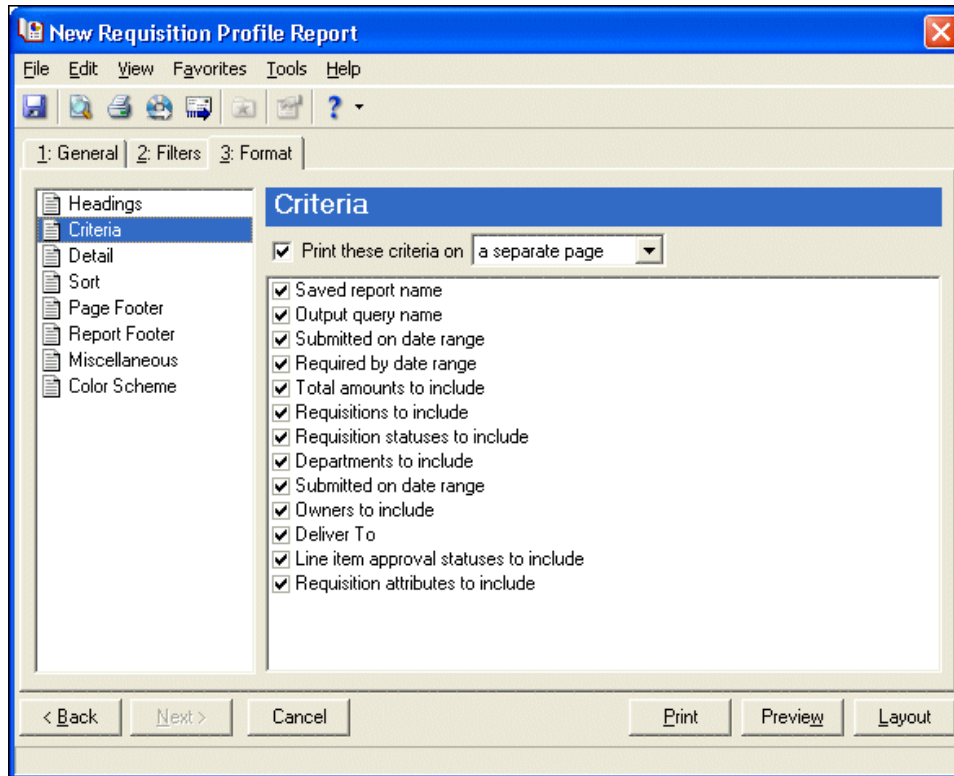 New Requisition Profile Report
File Edit View Favorites Tools Help
?
1: General 2: Filters 3: Format
Headings
Criteria
Detail
Sort
Page Footer
Report Footer
Miscellaneous
Color Scheme
Criteria
Print these criteria on a separate page
Saved report name
Output query name
Submitted on date range
Required by date range
Total amounts to include
Requisitions to include
Requisition statuses to include
Departments to include
Submitted on date range
Owners to include
Deliver To
Line item approval statuses to include
Requisition attributes to include
< Back Next > Cancel Print Preview Layout